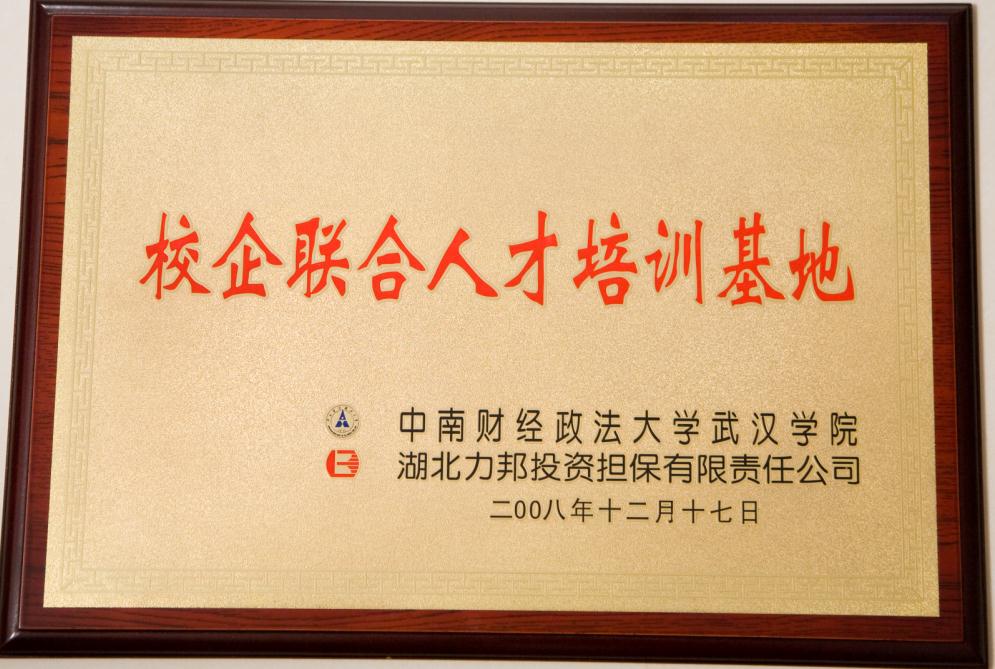 校企联合人才培训基地
中南财经政法大学武汉学院
湖北力邦投资担保有限责任公司
二00八年十二月十七日